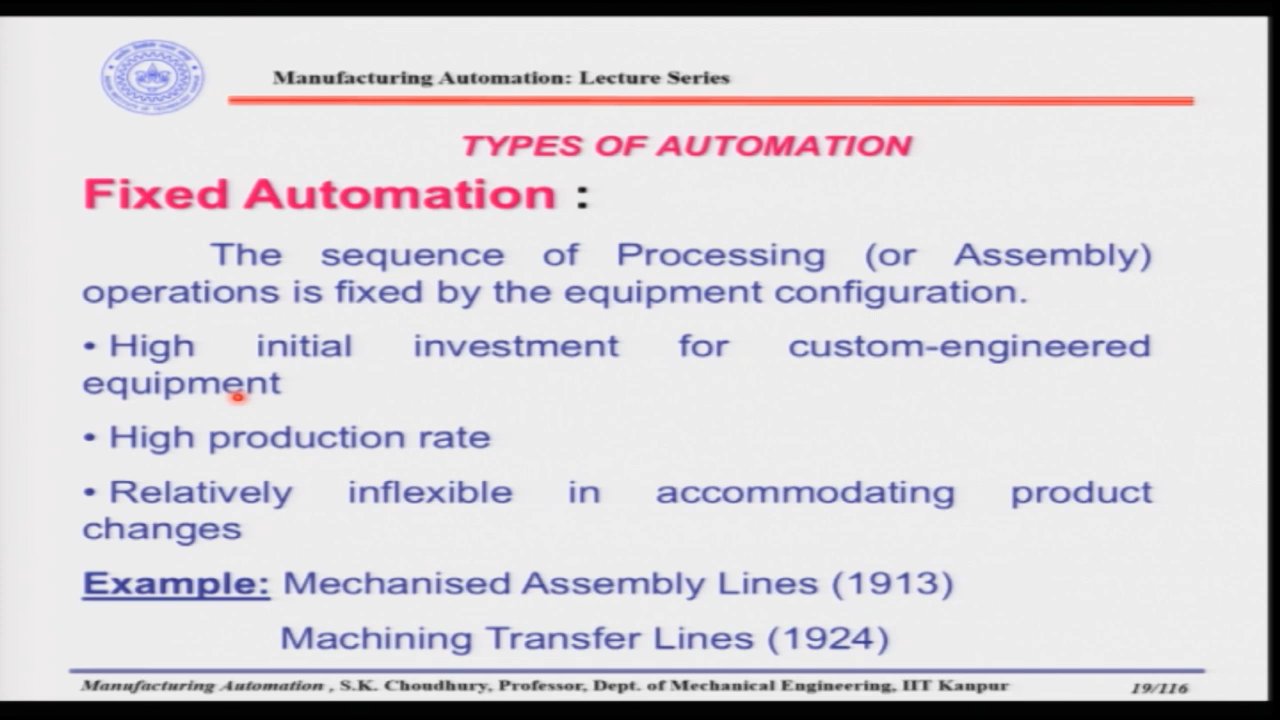 Manufacturing Automation: Lecture Series
TYPES OF AUTOMATION
Fixed Automation :
The sequence of Processing (or Assembly)
operations is fixed by the equipment configuration.
• High initial investment for custom-engineered
equipment
• High production rate
• Relatively inflexible in accommodating product
changes
Example: Mechanised Assembly Lines (1913)
Machining Transfer Lines (1924)
Manufacturing Automation , S.K. Choudhury, Professor, Dept. of Mechanical Engineering, IIT Kanpur
19/116